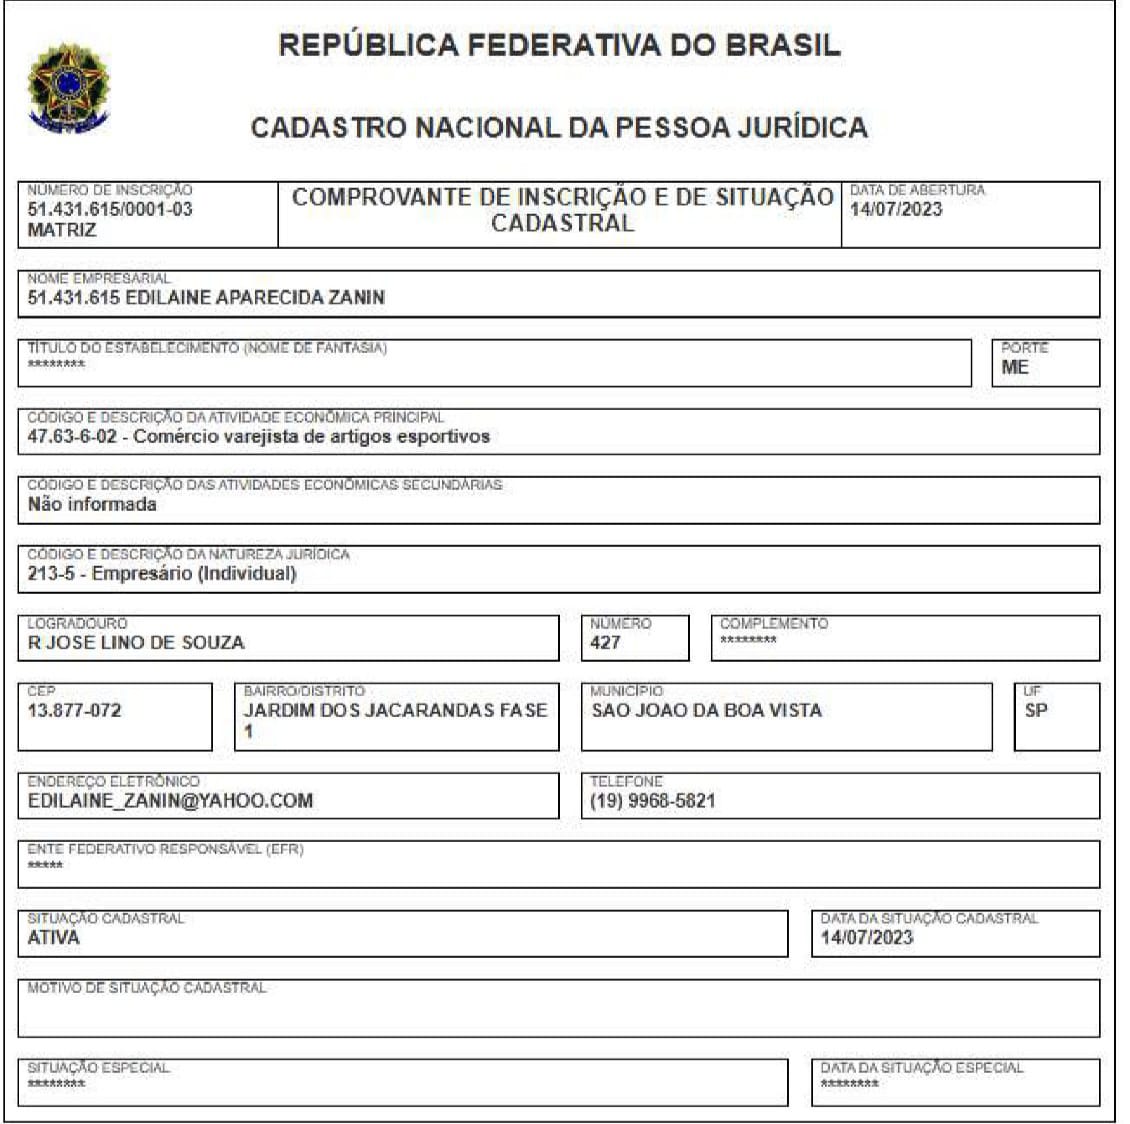 REPÚBLICA FEDERATIVA DO BRASIL
CADASTRO NACIONAL DA PESSOA JURÍDICA
NÚMERO DE INSCRIÇÃO
51.431.615/0001-03
MATRIZ
COMPROVANTE DE INSCRIÇÃO E DE SITUAÇÃO
CADASTRAL
DATA DE ABERTURA
14/07/2023
NOME EMPRESARIAL
51.431.615 EDILAINE APARECIDA ZANIN
TÍTULO DO ESTABELECIMENTO (NOME DE FANTASIA)
********
PORTE
ME
CÓDIGO E DESCRIÇÃO DA ATIVIDADE ECONÔMICA PRINCIPAL
47.63-6-02 - Comércio varejista de artigos esportivos
CÓDIGO E DESCRIÇÃO DAS ATIVIDADES ECONÔMICAS SECUNDÁRIAS
Não informada
CÓDIGO E DESCRIÇÃO DA NATUREZA JURÍDICA
213-5 - Empresário (Individual)
LOGRADOURO
R JOSE LINO DE SOUZA
NÚMERO
427
COMPLEMENTO
********
CEP
13.877-072
BAIRRO/DISTRITO
JARDIM DOS JACARANDAS FASE
1
MUNICÍPIO
SAO JOAO DA BOA VISTA
UF
SP
ENDEREÇO ELETRÔNICO
EDILAINE_ZANIN@YAHOO.COM
TELEFONE
(19) 9968-5821
ENTE FEDERATIVO RESPONSÁVEL (EFR)
*****
SITUAÇÃO CADASTRAL
ATIVA
DATA DA SITUAÇÃO CADASTRAL
14/07/2023
MOTIVO DE SITUAÇÃO CADASTRAL
SITUAÇÃO ESPECIAL
********
DATA DA SITUAÇÃO ESPECIAL
********